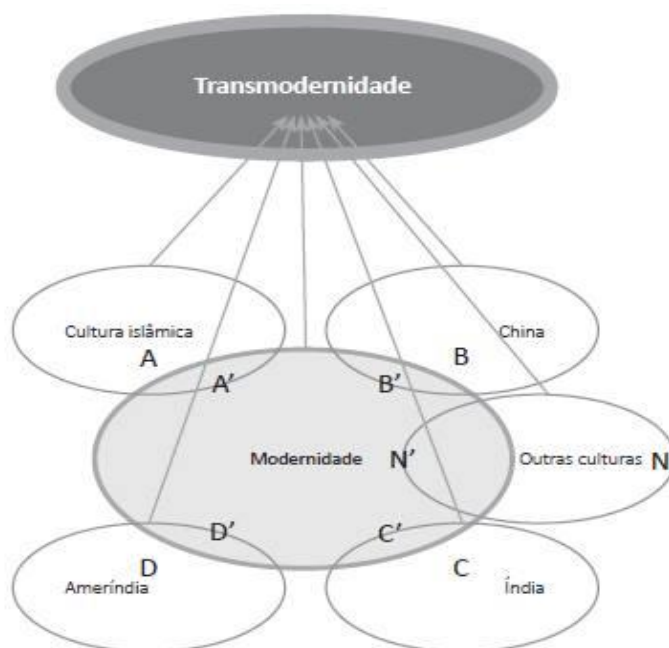 Transmodernidade
Cultura islâmica
A
China
B
A’
B’
Modernidade
N’
Outras culturas N
D’
C’
D
Ameríndia
C
Índia